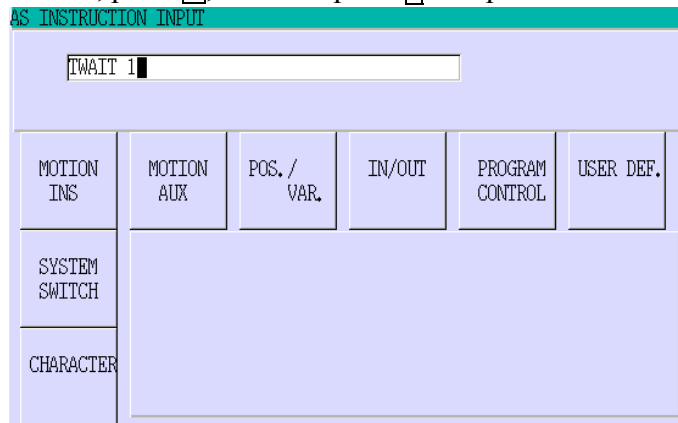 AS INSTRUCTION INPUT
TWAIT 1
MOTION
INS
MOTION
AUX
POS./
VAR.
IN/OUT
PROGRAM
CONTROL
USER DEF.
SYSTEM
SWITCH
CHARACTER